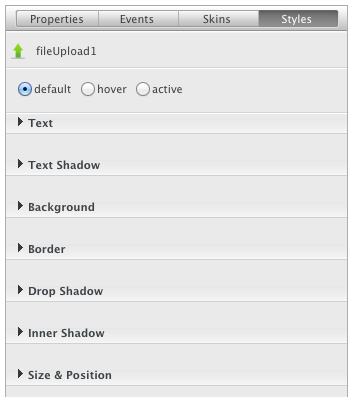 Properties Events Skins Styles
fileUpload1
default hover active
Text
Text Shadow
Background
Border
Drop Shadow
Inner Shadow
Size & Position